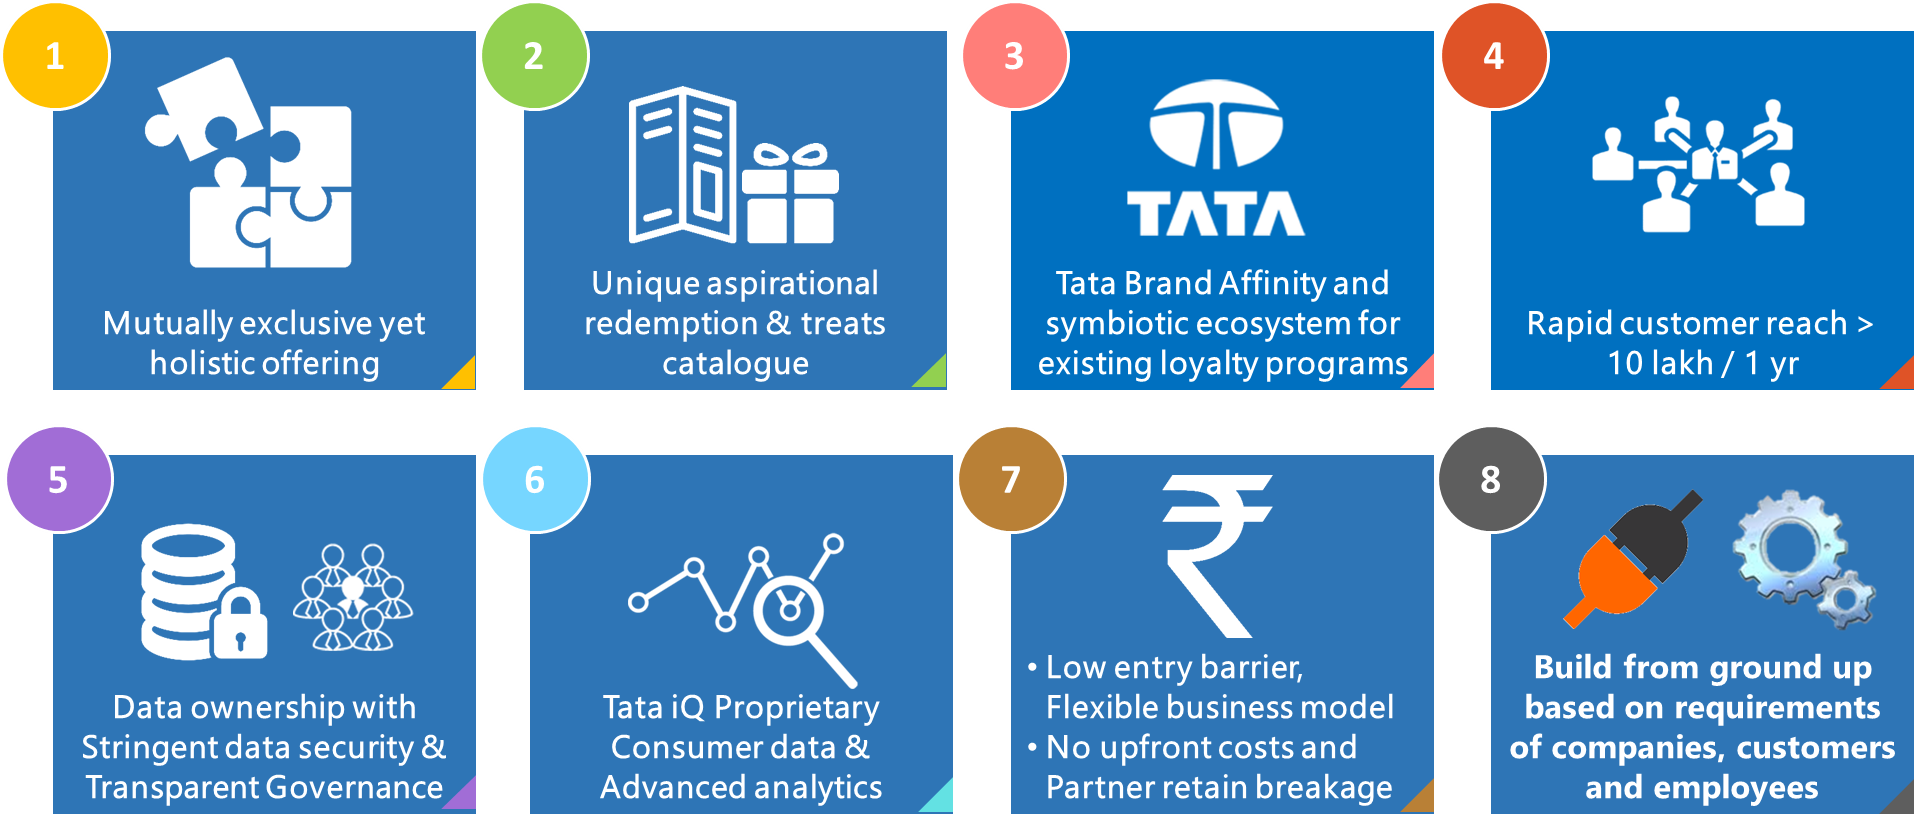 1
Mutually exclusive yet
holistic offering
2
Unique aspirational
redemption & treats
catalogue
3
TATA
Tata Brand Affinity and
symbiotic ecosystem for
existing loyalty programs
4
Rapid customer reach >
10 lakh / 1 yr
5
Data ownership with
Stringent data security &
Transparent Governance
6
Tata iQ Proprietary
Consumer data &
Advanced analytics
7
₹
• Low entry barrier,
Flexible business model
• No upfront costs and
Partner retain breakage
8
Build from ground up
based on requirements
of companies, customers
and employees